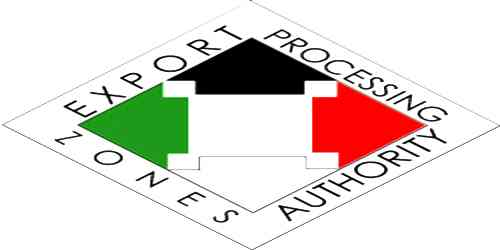 EXPORT
PROCESSING
ZONES
AUTHORITY